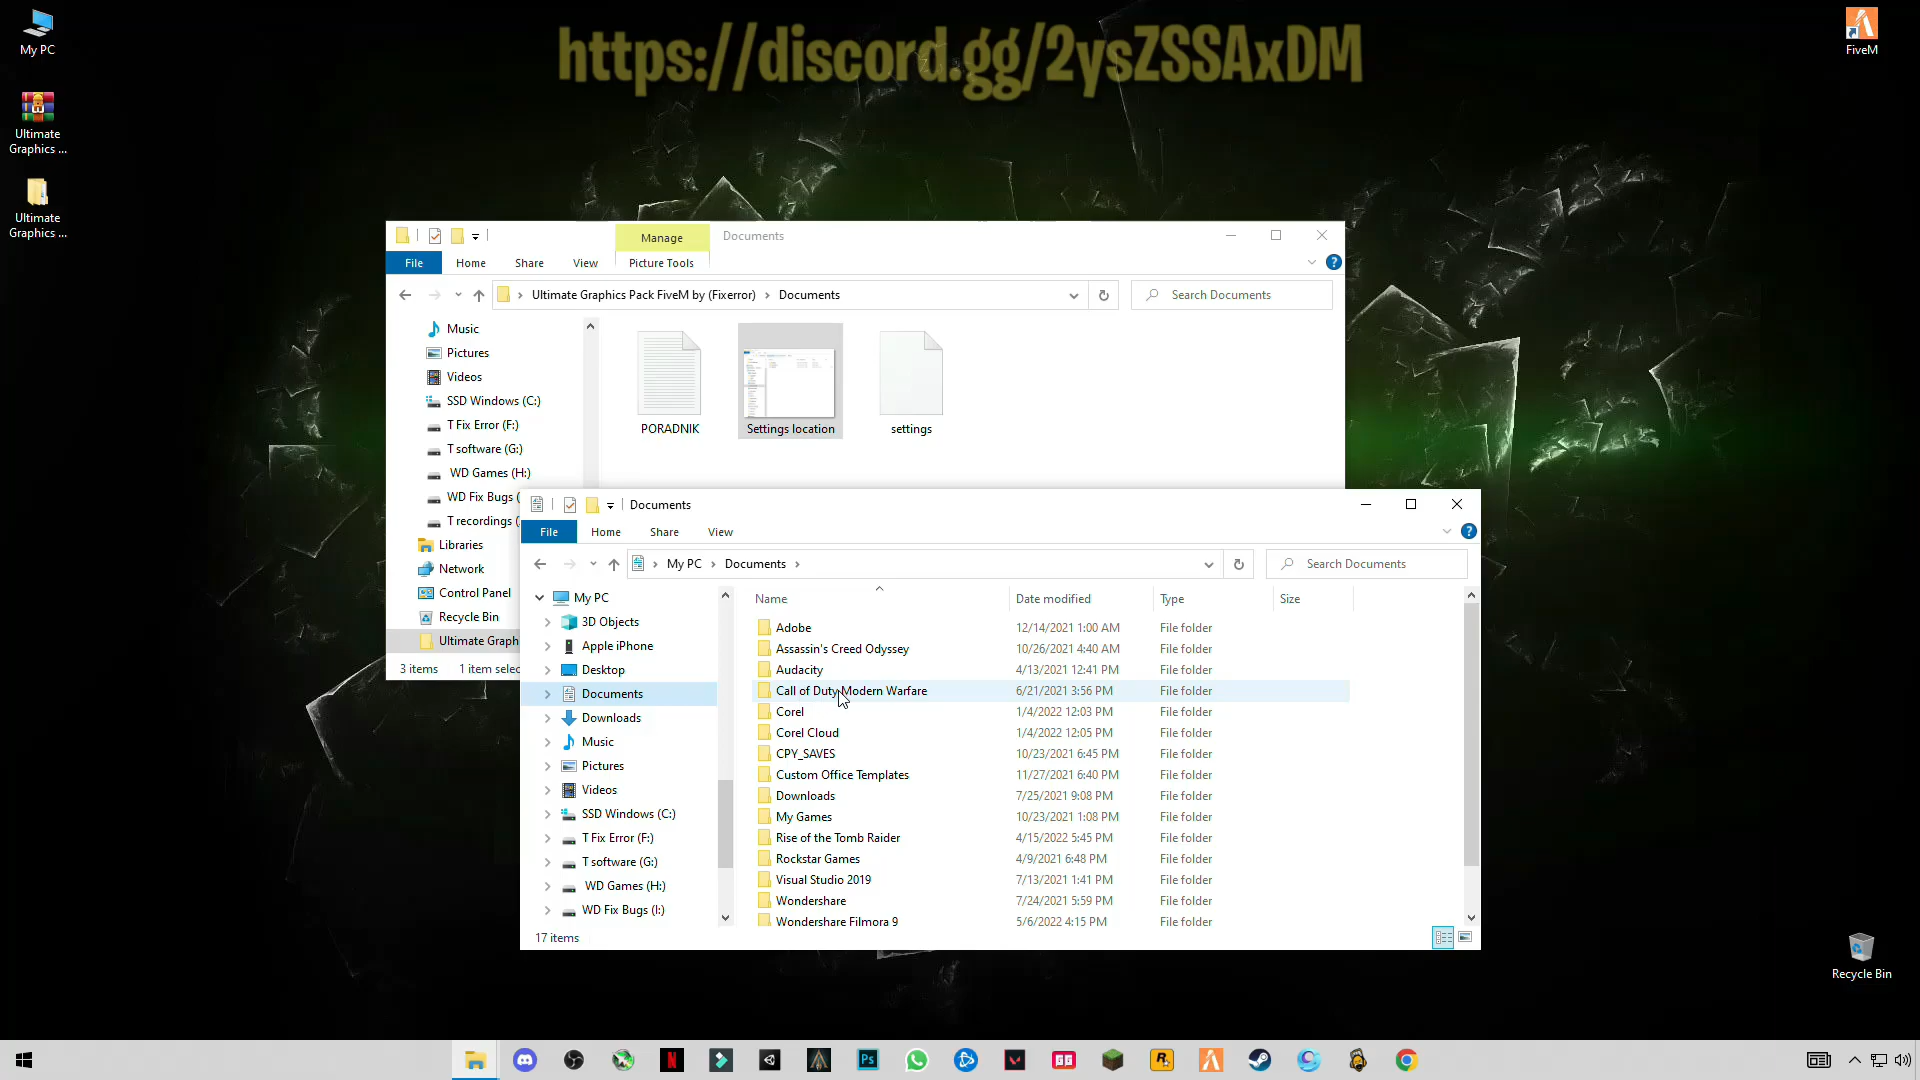 https://discord.gg/2ysZSSAxDM
My PC
Ultimate
Graphics ...
Ultimate
Graphics ...
FiveM
Recycle Bin
Manage
Documents
File
Home
Share
View
Picture Tools
Ultimate Graphics Pack FiveM by (Fixerror)
Documents
Search Documents
Music
Pictures
Videos
SSD Windows (C:)
T Fix Error (F:)
T software (G:)
WD Games (H:)
WD Fix Bugs (
T recordings (
Libraries
Network
Control Panel
Recycle Bin
Ultimate Graph
PORADNIK
Settings location
settings
3 items
1 item selec
Documents
File
Home
Share
View
My PC
Documents
Search Documents
My PC
3D Objects
Apple iPhone
Desktop
Documents
Downloads
Music
Pictures
Videos
SSD Windows (C:)
T Fix Error (F:)
T software (G:)
WD Games (H:)
WD Fix Bugs (I:)
Name Date modified Type Size
Adobe 12/14/2021 1:00 AM File folder
Assassin's Creed Odyssey 10/26/2021 4:40 AM File folder
Audacity 4/13/2021 12:41 PM File folder
Call of Duty Modern Warfare 6/21/2021 3:56 PM File folder
Corel 1/4/2022 12:03 PM File folder
Corel Cloud 1/4/2022 12:05 PM File folder
CPY_SAVES 10/23/2021 6:45 PM File folder
Custom Office Templates 11/27/2021 6:40 PM File folder
Downloads 7/25/2021 9:08 PM File folder
My Games 10/23/2021 1:08 PM File folder
Rise of the Tomb Raider 4/15/2022 5:45 PM File folder
Rockstar Games 4/9/2021 6:48 PM File folder
Visual Studio 2019 7/13/2021 1:41 PM File folder
Wondershare 7/24/2021 5:59 PM File folder
Wondershare Filmora 9 5/6/2022 4:15 PM File folder
17 items